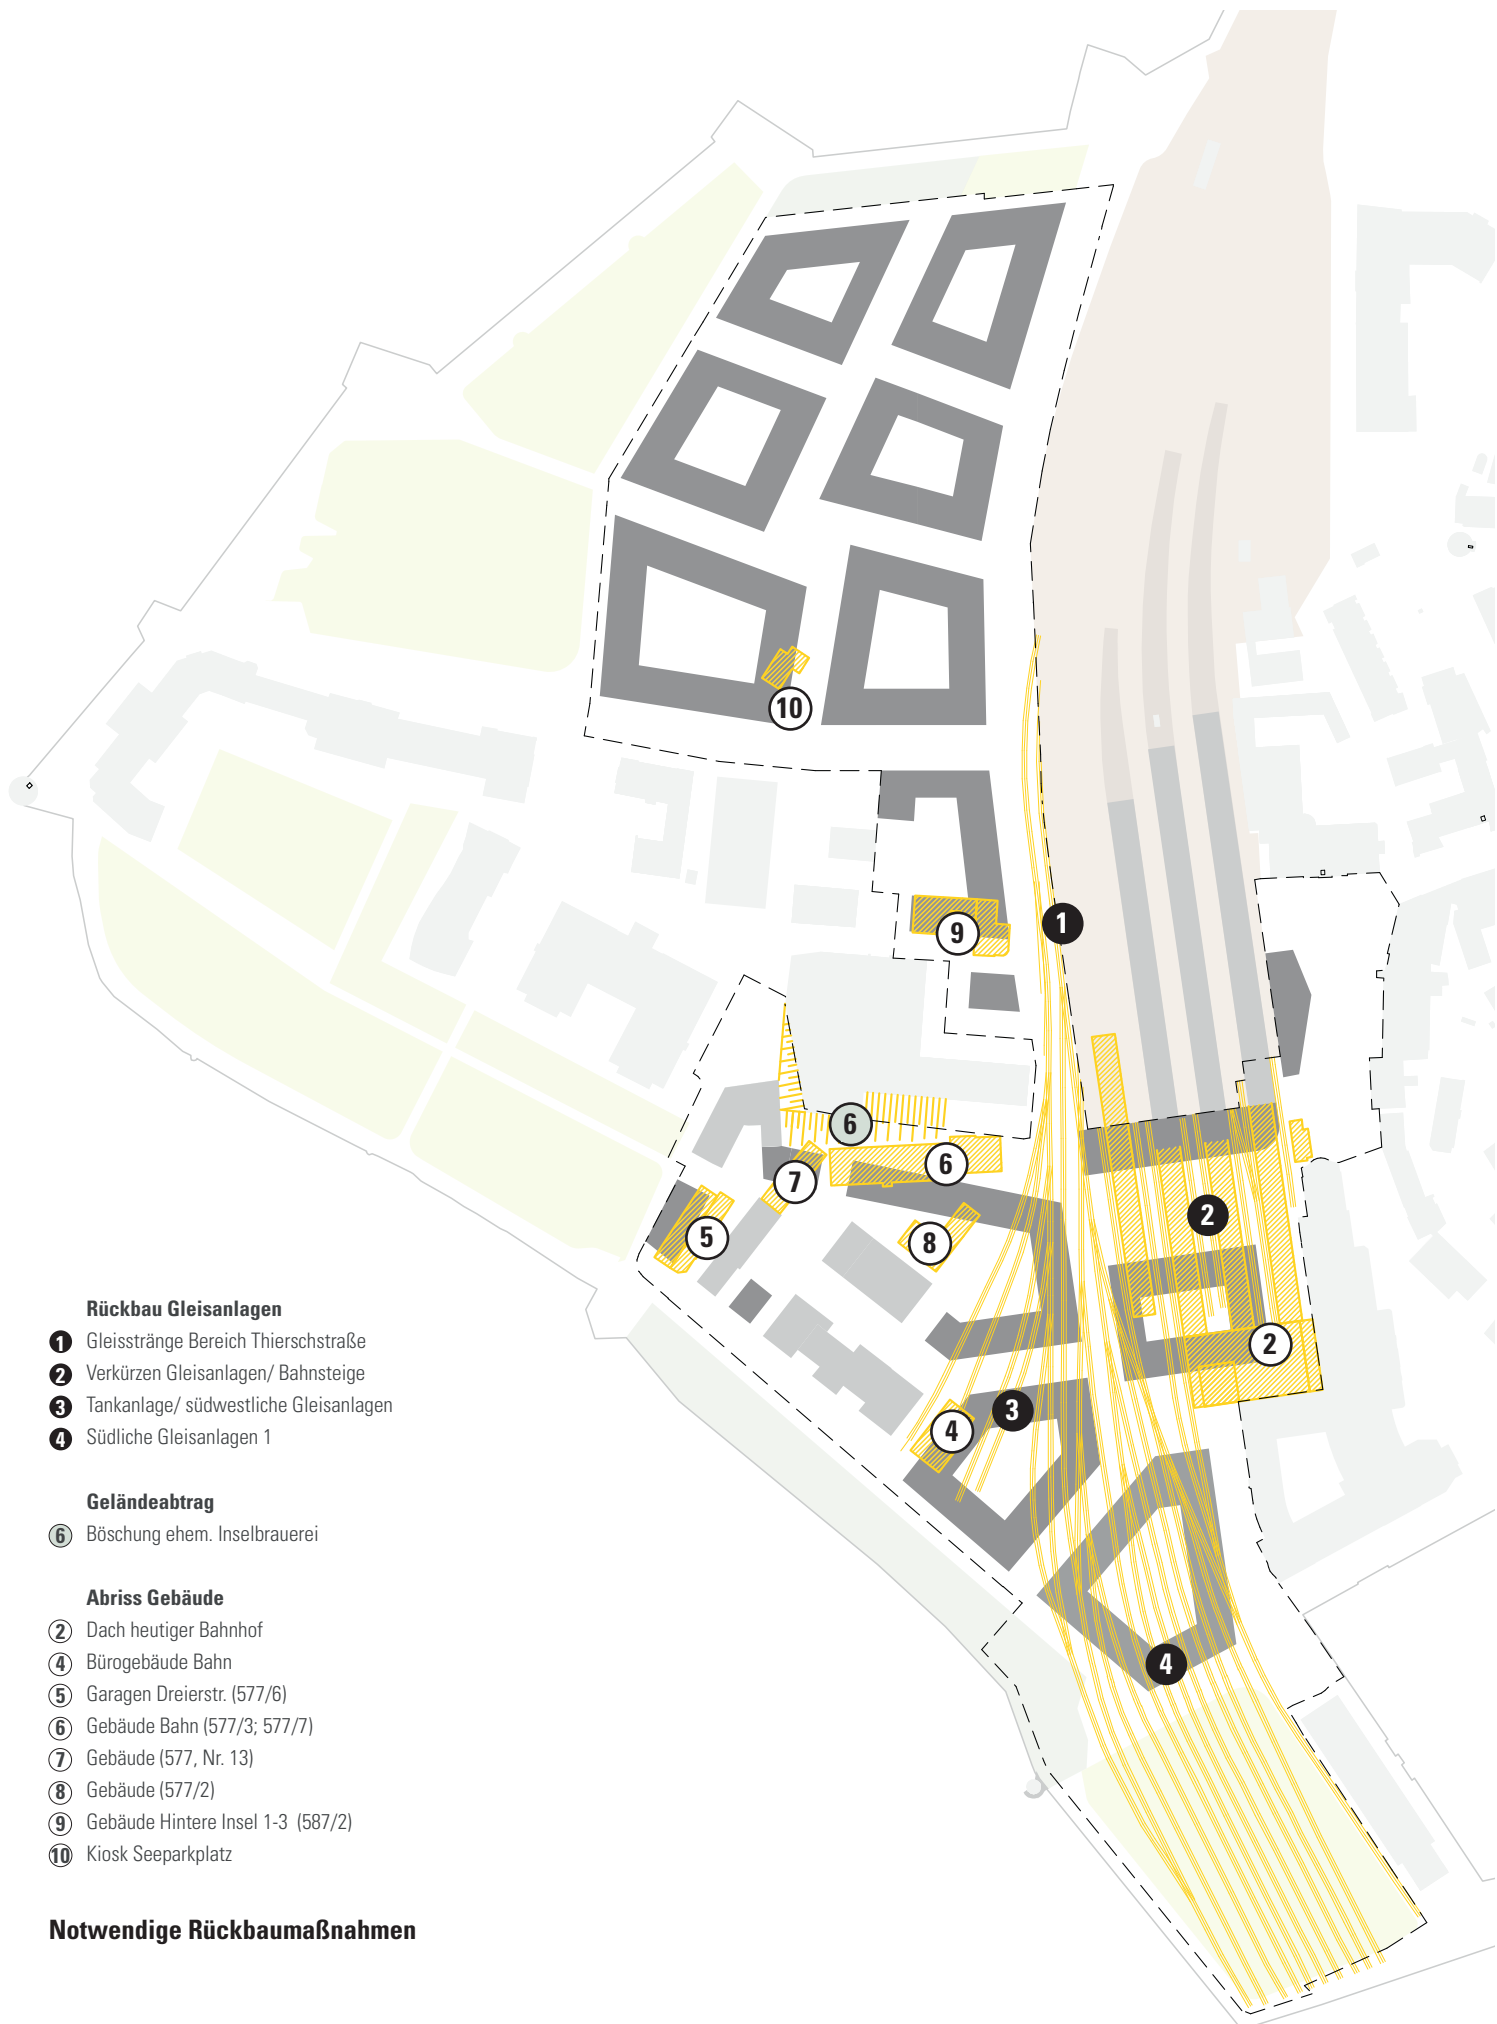 10
1
9
6
6
7
2
5
8
2
3
4
4
Rückbau Gleisanlagen
1 Gleisstränge Bereich Thierschstraße
2 Verkürzen Gleisanlagen/ Bahnsteige
3 Tankanlage/ südwestliche Gleisanlagen
4 Südliche Gleisanlagen 1
Geländeabtrag
6 Böschung ehem. Inselbrauerei
Abriss Gebäude
2 Dach heutiger Bahnhof
4 Bürogebäude Bahn
5 Garagen Dreierstr. (577/6)
6 Gebäude Bahn (577/3; 577/7)
7 Gebäude (577, Nr. 13)
8 Gebäude (577/2)
9 Gebäude Hintere Insel 1-3 (587/2)
10 Kiosk Seeparkplatz
Notwendige Rückbaumaßnahmen